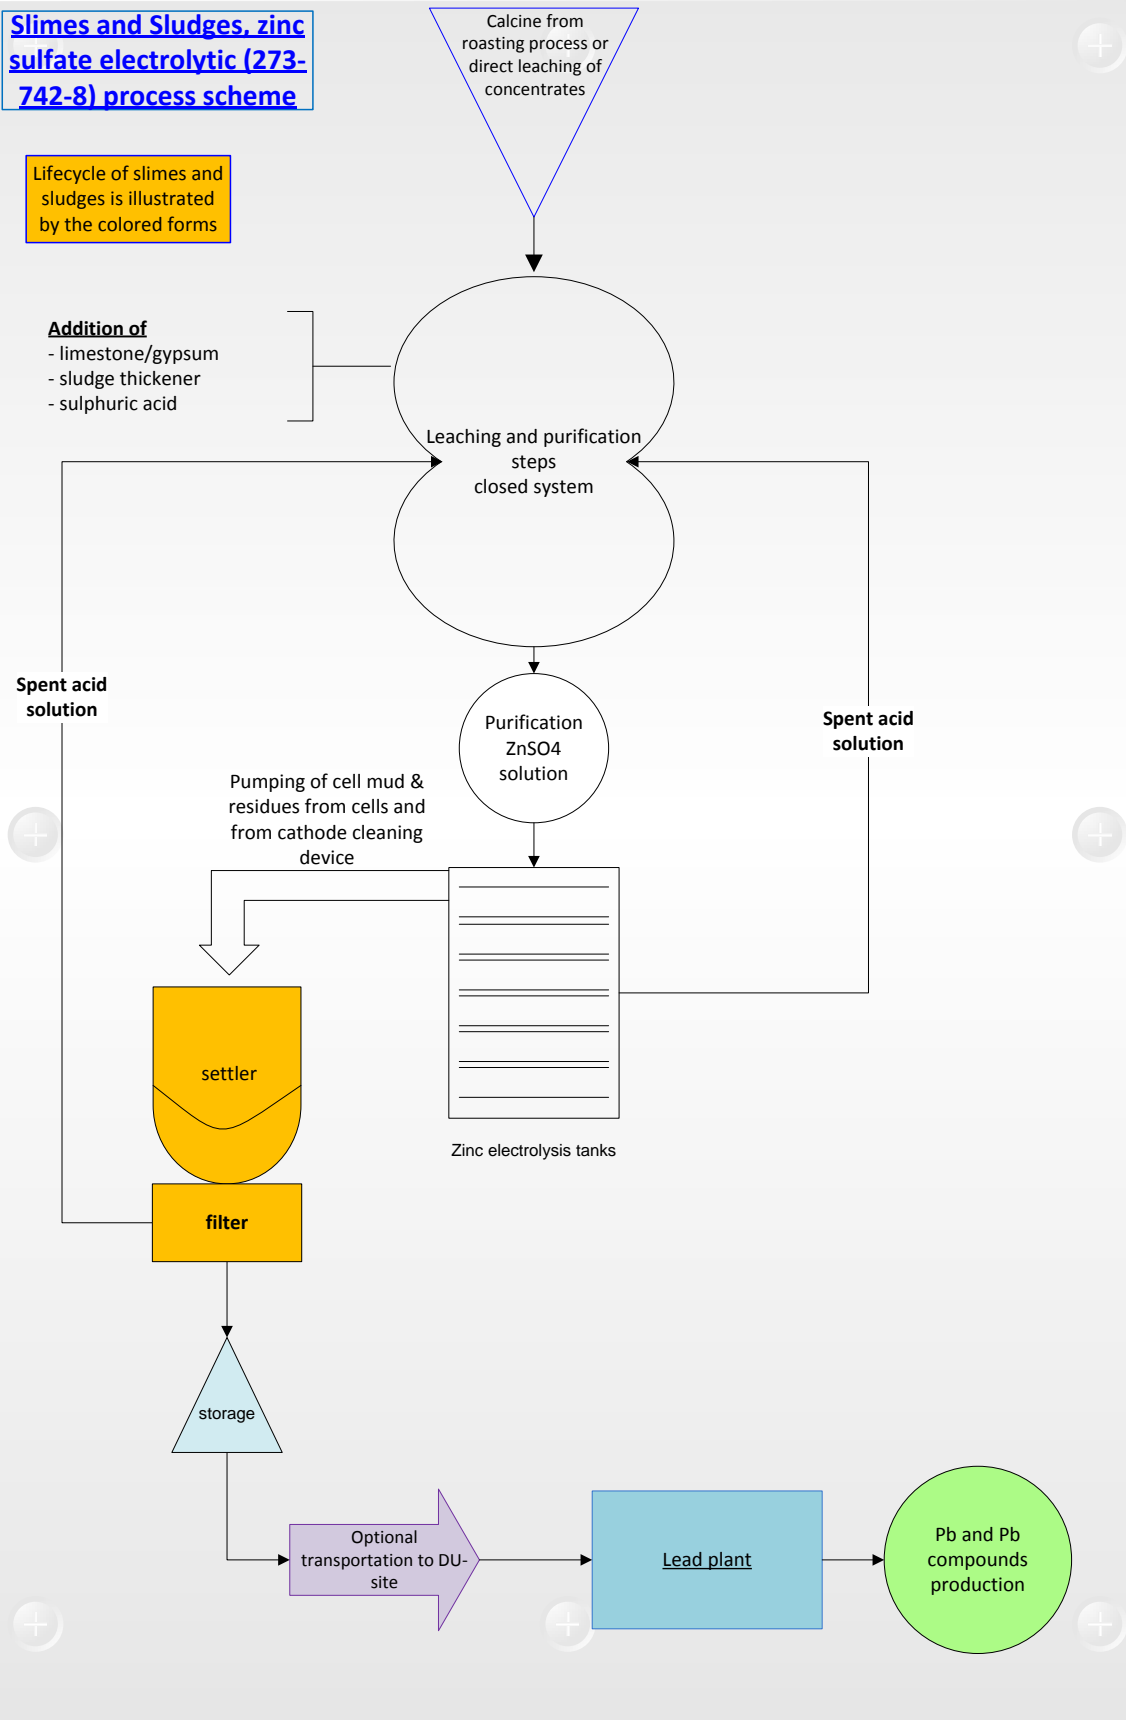 Slimes and Sludges, zinc
sulfate electrolytic (273-
742-8) process scheme
Calcine from
roasting process or
direct leaching of
concentrates
Lifecycle of slimes and
sludges is illustrated
by the colored forms
Addition of
- limestone/gypsum
- sludge thickener
- sulphuric acid
Leaching and purification
steps
closed system
Spent acid
solution
Purification
ZnSO4
solution
Spent acid
solution
Pumping of cell mud &
residues from cells and
from cathode cleaning
device
settler
Zinc electrolysis tanks
filter
storage
Optional
transportation to DU-
site
Lead plant
Pb and Pb
compounds
production